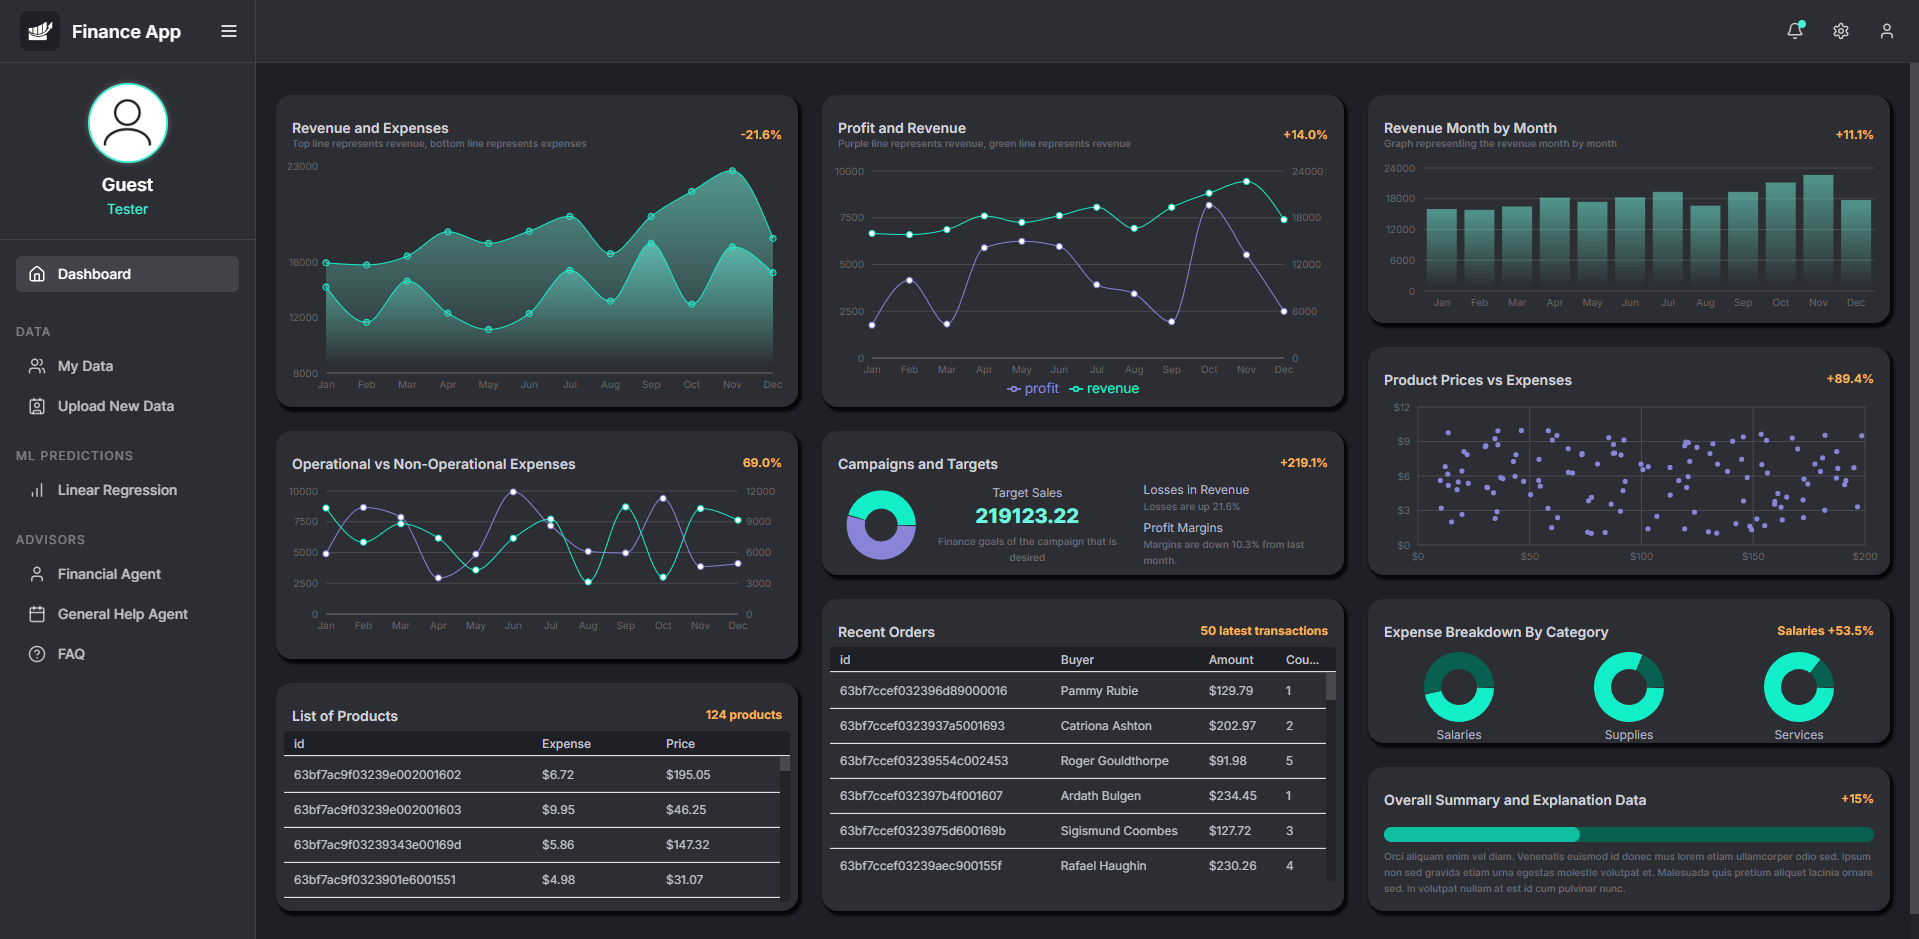 Finance App
Guest
Tester
Dashboard
DATA
My Data
Upload New Data
ML PREDICTIONS
Linear Regression
ADVISORS
Financial Agent
General Help Agent
FAQ
Revenue and Expenses
-21.6%
Top line represents revenue, bottom line represents expenses
23000
16000
12000
8000
Jan Feb Mar Apr May Jun Jul Aug Sep Oct Nov Dec
Operational vs Non-Operational Expenses
69.0%
10000 12000
7500 9000
5000 6000
2500 3000
0 0
Jan Feb Mar Apr May Jun Jul Aug Sep Oct Nov Dec
List of Products
124 products
id Expense Price
63bf7ac9f03239e002001602 $6.72 $195.05
63bf7ac9f03239e002001603 $9.95 $46.25
63bf7ac9f03239343e00169d $5.86 $147.32
63bf7ac9f0323901e6001551 $4.98 $31.07
Profit and Revenue
+14.0%
Purple line represents revenue, green line represents revenue
10000 24000
7500 18000
5000 12000
2500 6000
0 0
Jan Feb Mar Apr May Jun Jul Aug Sep Oct Nov Dec
profit revenue
Campaigns and Targets
+219.1%
Target Sales
219123.22
Finance goals of the campaign that is
desired
Losses in Revenue
Losses are up 21.6%
Profit Margins
Margins are down 10.3% from last
month.
Recent Orders
50 latest transactions
id Buyer Amount Cou...
63bf7ccef032396d89000016 Pammy Rubie $129.79 1
63bf7ccef0323937a5001693 Catriona Ashton $202.97 2
63bf7ccef03239554c002453 Roger Gouldthorpe $91.98 5
63bf7ccef032397b4f001607 Ardath Bulgen $234.45 1
63bf7ccef0323975d600169b Sigismund Coombes $127.72 3
63bf7ccef03239aec900155f Rafael Haughin $230.26 4
Revenue Month by Month
+11.1%
Graph representing the revenue month by month
24000
18000
12000
6000
0
Jan Feb Mar Apr May Jun Jul Aug Sep Oct Nov Dec
Product Prices vs Expenses
+89.4%
$12
$9
$6
$3
$0
$0 $50 $100 $150 $200
Expense Breakdown By Category
Salaries +53.5%
Salaries Supplies Services
Overall Summary and Explanation Data
+15%
Orci aliquam enim vel diam. Venenatis euismod id donec mus lorem etiam ullamcorper odio sed. Ipsum
non sed gravida etiam urna egestas molestie volutpat et. Malesuada quis pretium aliquet lacinia ornare
sed. In volutpat nullam at est id cum pulvinar nunc.